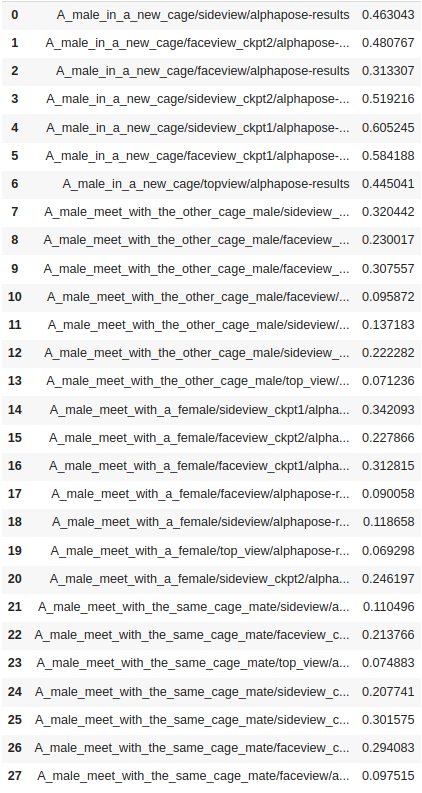 0 A_male_in_a_new_cage/sideview/alphapose-results 0.463043
1 A_male_in_a_new_cage/faceview_ckpt2/alphapose-... 0.480767
2 A_male_in_a_new_cage/faceview/alphapose-results 0.313307
3 A_male_in_a_new_cage/sideview_ckpt2/alphapose-... 0.519216
4 A_male_in_a_new_cage/sideview_ckpt1/alphapose-... 0.605245
5 A_male_in_a_new_cage/faceview_ckpt1/alphapose-... 0.584188
6 A_male_in_a_new_cage/topview/alphapose-results 0.445041
7 A_male_meet_with_the_other_cage_male/sideview_... 0.320442
8 A_male_meet_with_the_other_cage_male/faceview_... 0.230017
9 A_male_meet_with_the_other_cage_male/faceview_... 0.307557
10 A_male_meet_with_the_other_cage_male/faceview/... 0.095872
11 A_male_meet_with_the_other_cage_male/sideview/... 0.137183
12 A_male_meet_with_the_other_cage_male/sideview_... 0.222282
13 A_male_meet_with_the_other_cage_male/top_view/... 0.071236
14 A_male_meet_with_a_female/sideview_ckpt1/alpha... 0.342093
15 A_male_meet_with_a_female/faceview_ckpt2/alpha... 0.227866
16 A_male_meet_with_a_female/faceview_ckpt1/alpha... 0.312815
17 A_male_meet_with_a_female/faceview/alphapose-r... 0.090058
18 A_male_meet_with_a_female/sideview/alphapose-r... 0.118658
19 A_male_meet_with_a_female/top_view/alphapose-r... 0.069298
20 A_male_meet_with_a_female/sideview_ckpt2/alpha... 0.246197
21 A_male_meet_with_the_same_cage_mate/sideview/a... 0.110496
22 A_male_meet_with_the_same_cage_mate/faceview_c... 0.213766
23 A_male_meet_with_the_same_cage_mate/top_view/a... 0.074883
24 A_male_meet_with_the_same_cage_mate/sideview_c... 0.207741
25 A_male_meet_with_the_same_cage_mate/sideview_c... 0.301575
26 A_male_meet_with_the_same_cage_mate/faceview_c... 0.294083
27 A_male_meet_with_the_same_cage_mate/faceview/a... 0.097515